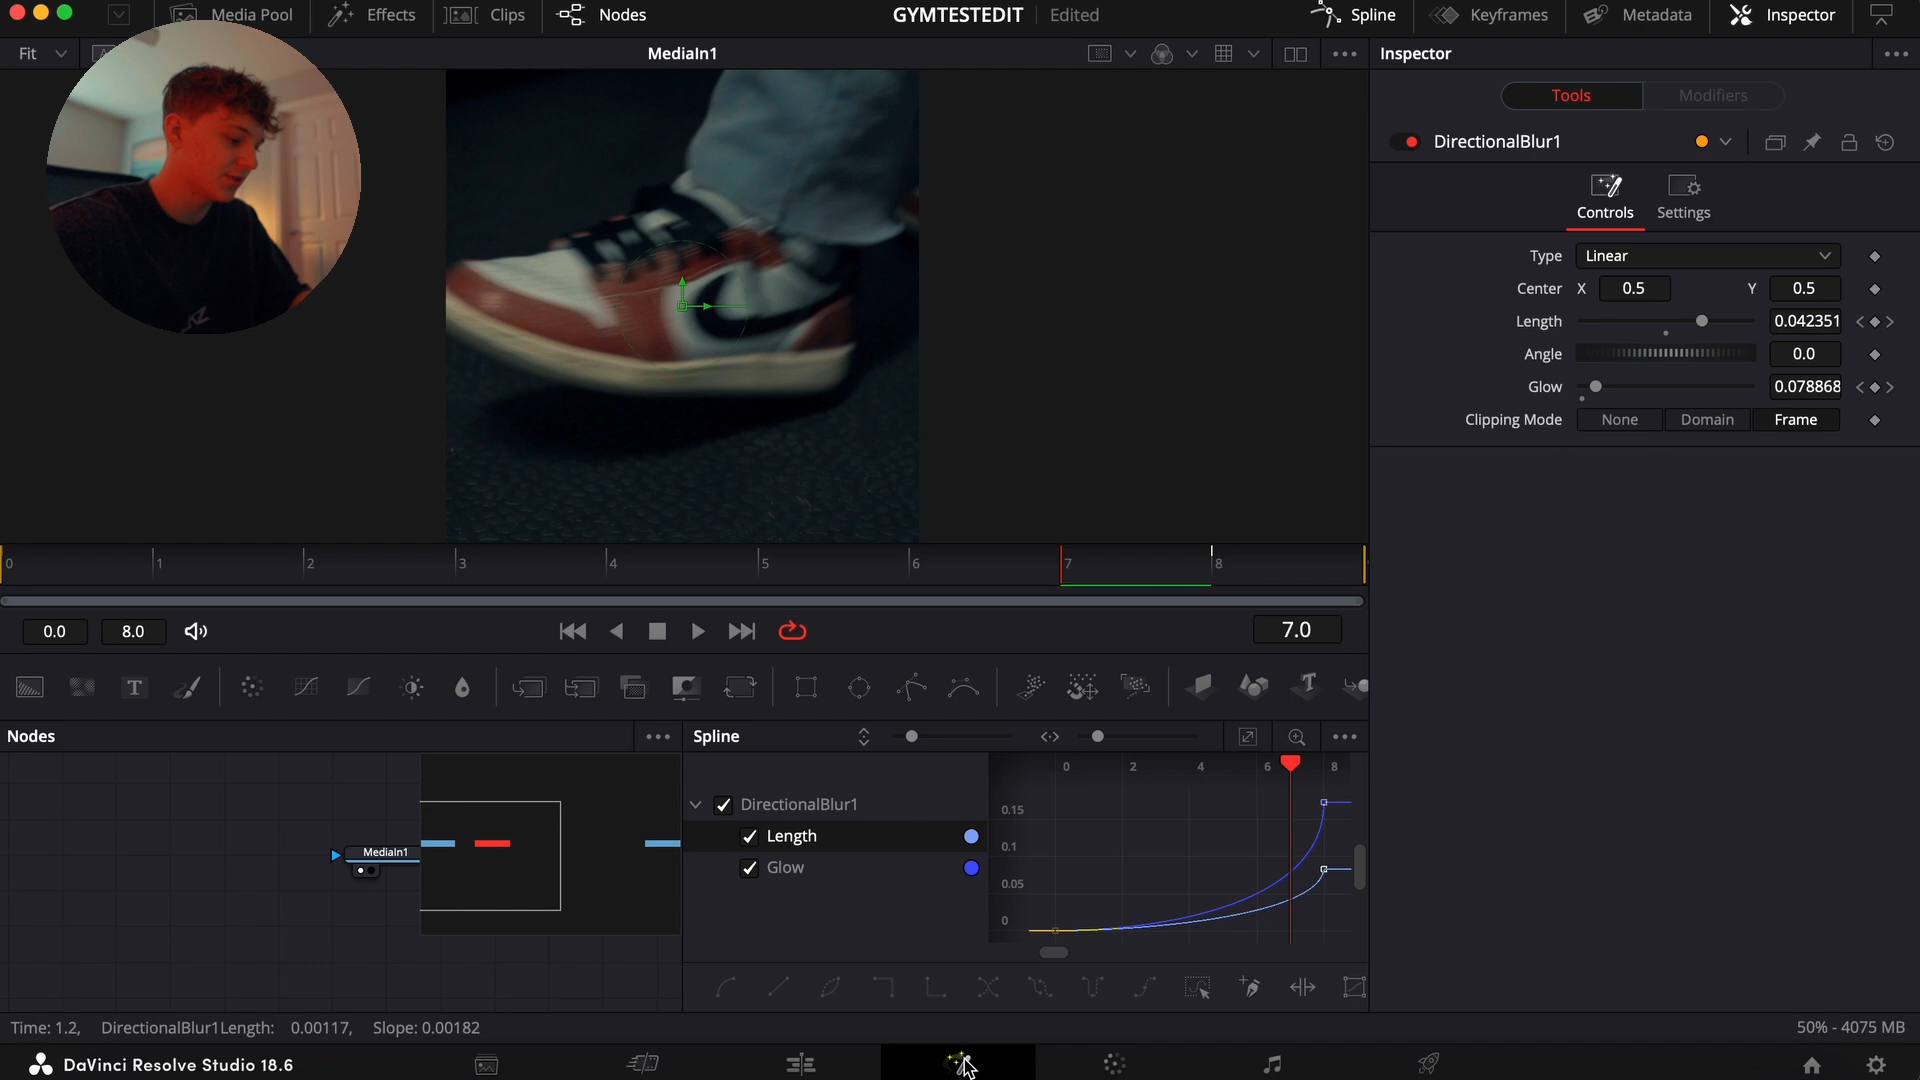 Media Pool
Effects
Clips
Nodes
GYMTESTEDIT
Edited
Spline
Keyframes
Metadata
Inspector
Fit
MediaIn1
Inspector
Tools
Modifiers
DirectionalBlur1
Controls
Settings
Type
Linear
Center X 0.5 Y 0.5
Length
0.042351
Angle
0.0
Glow
0.078868
Clipping Mode
None
Domain
Frame
0 1 2 3 4 5 6 7 8
0.0
8.0
7.0
T
T
Nodes
Spline
MediaIn1
DirectionalBlur1
Length
Glow
0 2 4 6 8
0.15
0.1
0.05
0
Time: 1.2, DirectionalBlur1Length: 0.00117, Slope: 0.00182
50% - 4075 MB
DaVinci Resolve Studio 18.6